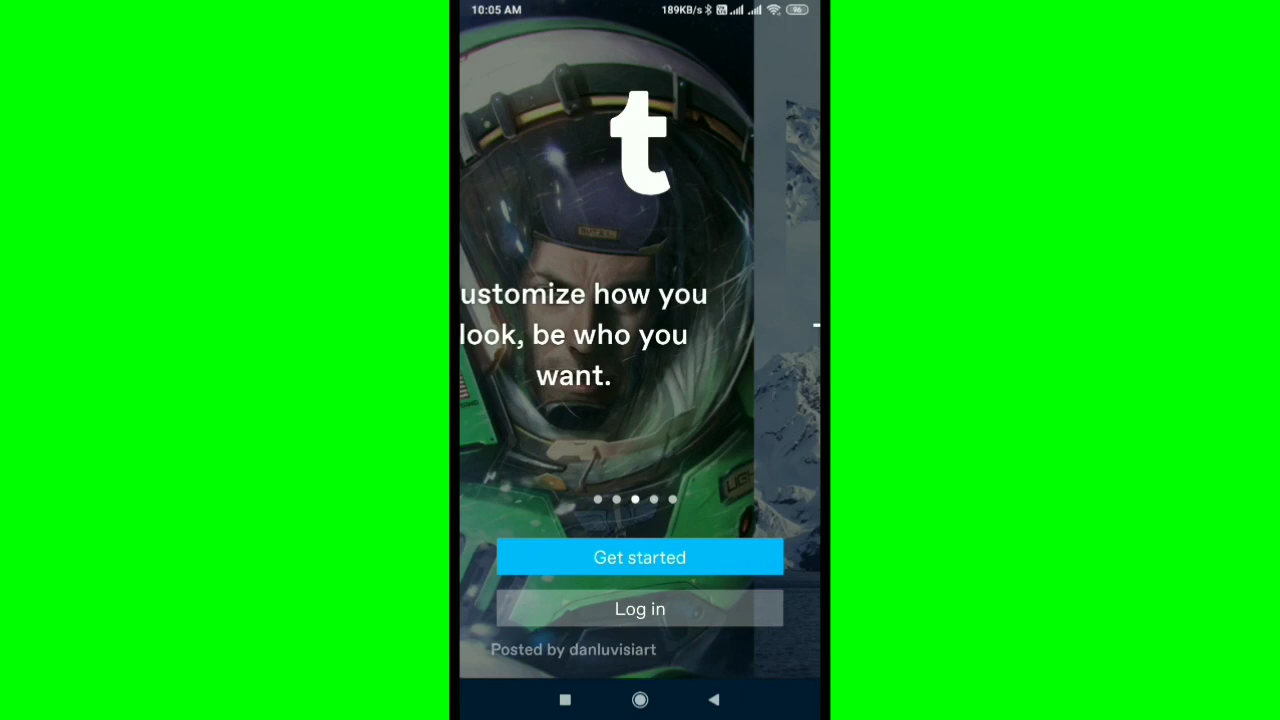 10:05 AM
189KB/s
96
t
ustomize how you
look, be who you
want.
Get started
Log in
Posted by danluvisiart